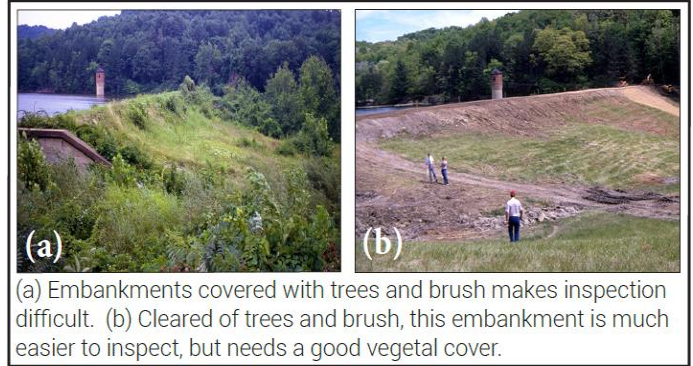 (a)
(b)
(a) Embankments covered with trees and brush makes inspection
difficult. (b) Cleared of trees and brush, this embankment is much
easier to inspect, but needs a good vegetal cover.